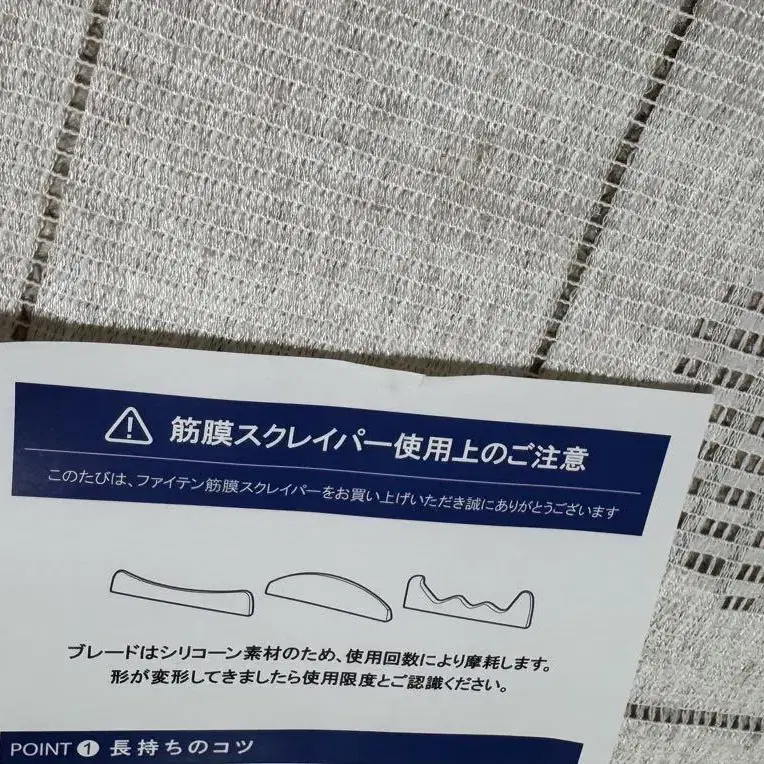 筋膜スクレイパー使用上のご注意
このたびは、ファイテン筋膜スクレイパーをお買い上げいただき誠にありがとうございます
ブレードはシリコーン素材のため、使用回数により摩耗します。
形が変形してきましたら使用限度とご認識ください。
POINT 1 長持ちのコツ